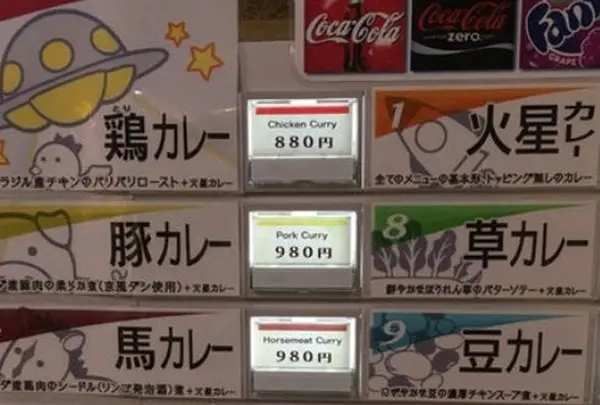 Coca-Cola
Coca-Cola
zero.
Fan
GRAPE
とり
鶏カレー
ラジル産チキンのパリパリロースト+火星カレー
Chicken Curry
880円
1
火星カレー
全てのメニューの基本形、トッピング無しのカレー
豚カレー
Pork Curry
980円
8
草カレー
鮮やかなほうれん草のバターソテー+火星カレー
馬カレー
Horsemeat Curry
980円
9
豆カレー